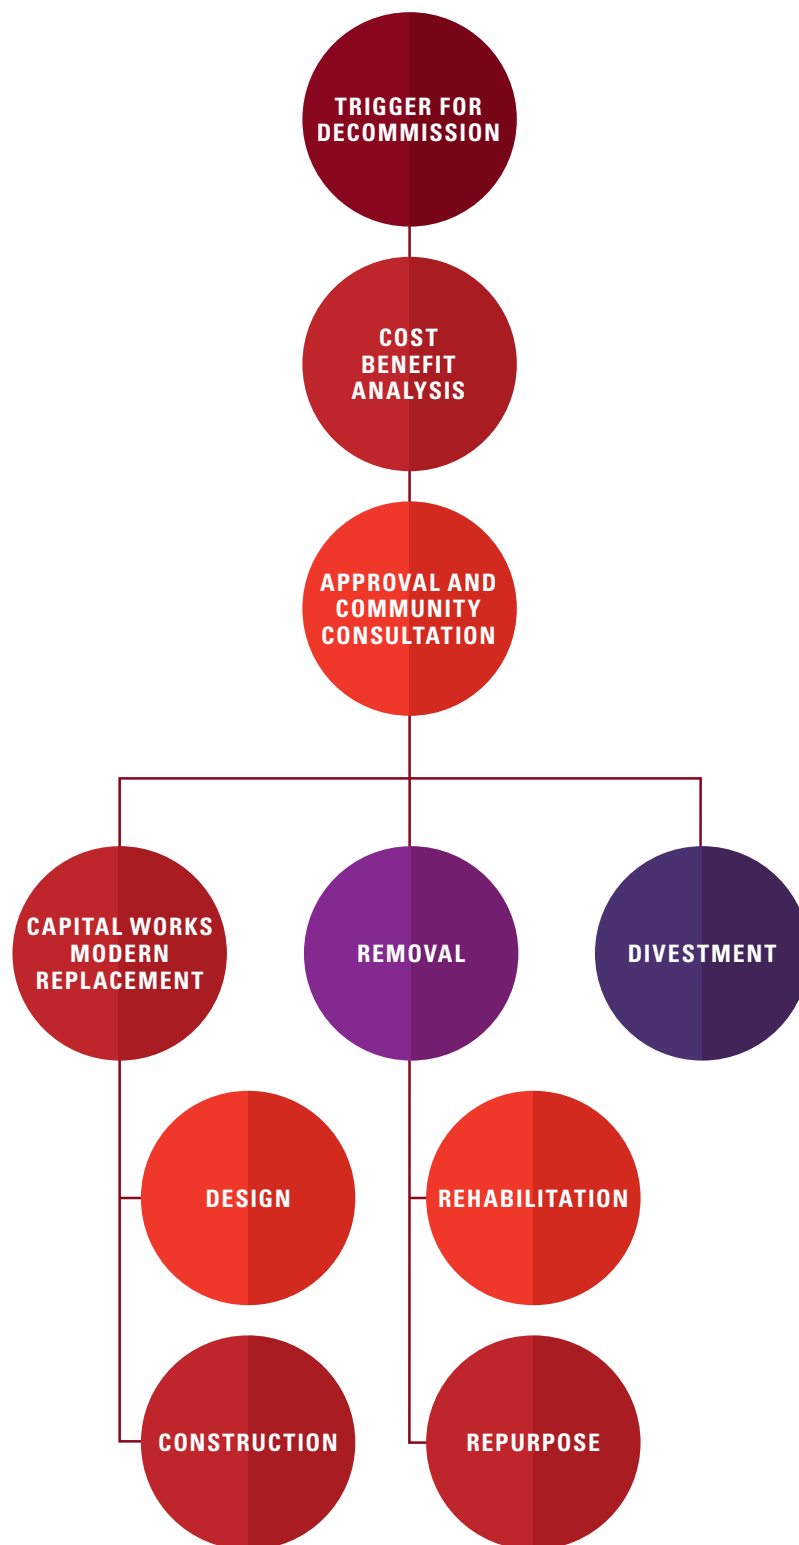 TRIGGER FOR
DECOMMISSION
COST
BENEFIT
ANALYSIS
APPROVAL AND
COMMUNITY
CONSULTATION
CAPITAL WORKS
MODERN
REPLACEMENT
REMOVAL
DIVESTMENT
DESIGN
REHABILITATION
CONSTRUCTION
REPURPOSE